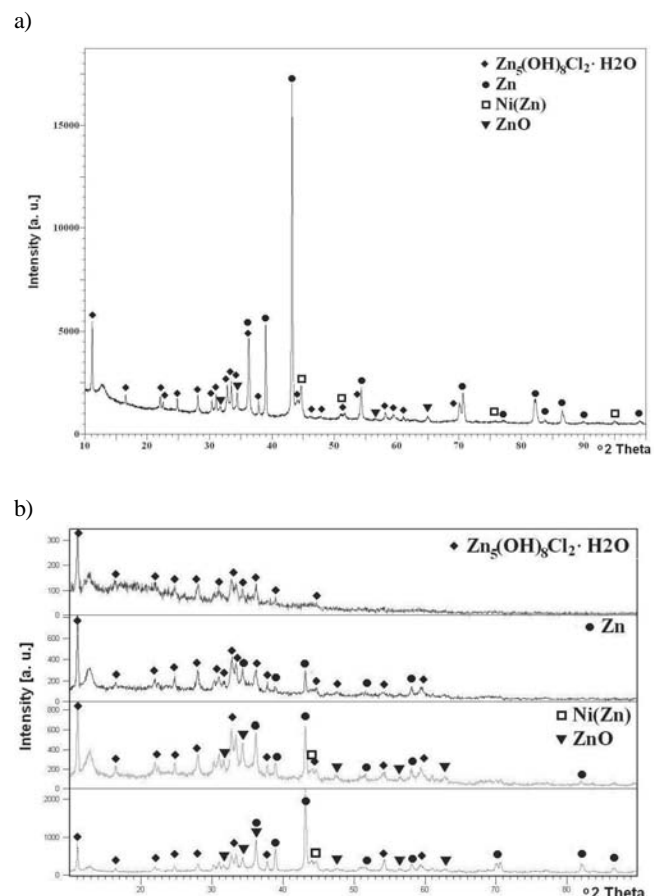 a)
◆ Zn₅(OH)₈Cl₂· H2O
● Zn
□ Ni(Zn)
▼ ZnO
Intensity [a. u.]
15000
10000
5000
0
10 20 30 40 50 60 70 80 90
°2 Theta
b)
◆ Zn₅(OH)₈Cl₂· H2O
300
200
100
0
● Zn
600
400
200
0
Intensity [a. u.]
□ Ni(Zn)
▼ ZnO
800
600
400
200
0
2000
1000
0
20 30 40 50 60 70 80
°2 Theta